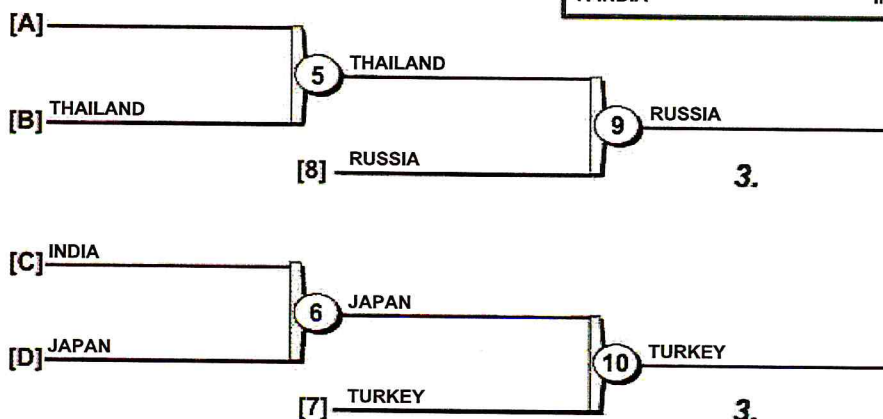 [A]
5 THAILAND
[B] THAILAND
9 RUSSIA
[8] RUSSIA
3.
[C] INDIA
6 JAPAN
[D] JAPAN
10 TURKEY
[7] TURKEY
3.